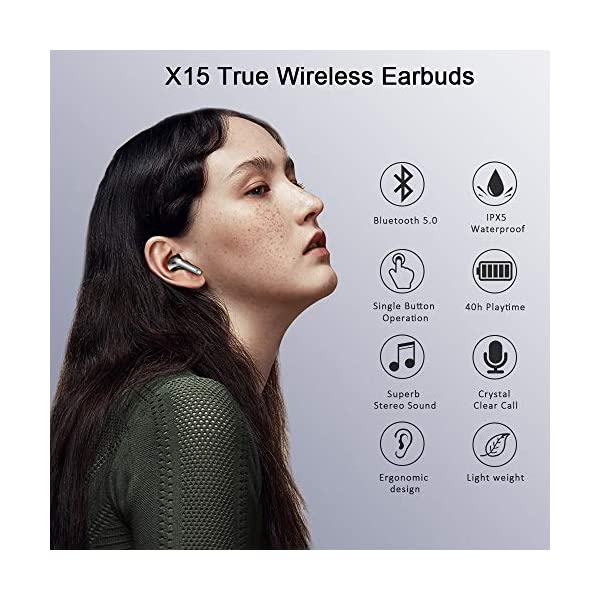 X15 True Wireless Earbuds
Bluetooth 5.0
IPX5
Waterproof
Single Button
Operation
40h Playtime
Superb
Stereo Sound
Crystal
Clear Call
Ergonomic
design
Light weight